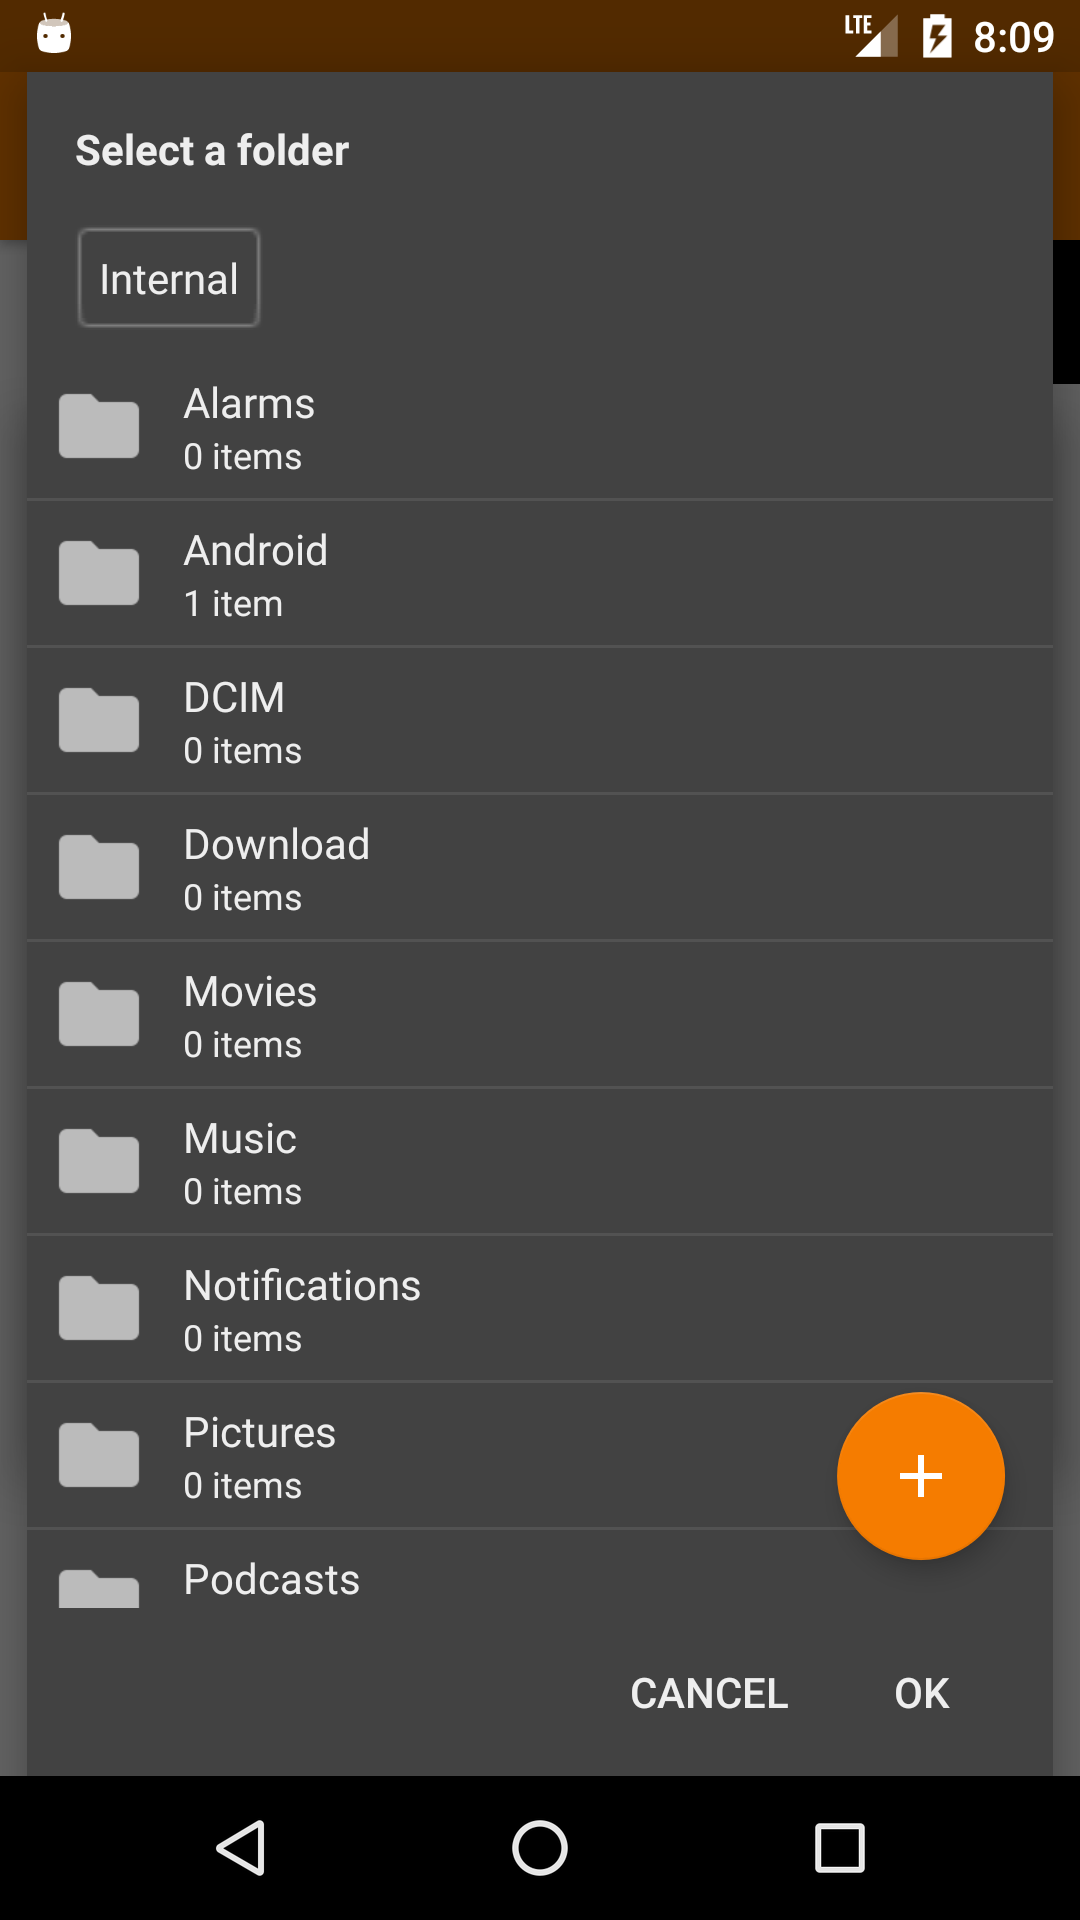 LTE 8:09
Select a folder
Internal
Alarms
0 items
Android
1 item
DCIM
0 items
Download
0 items
Movies
0 items
Music
0 items
Notifications
0 items
Pictures
0 items
Podcasts
CANCEL OK